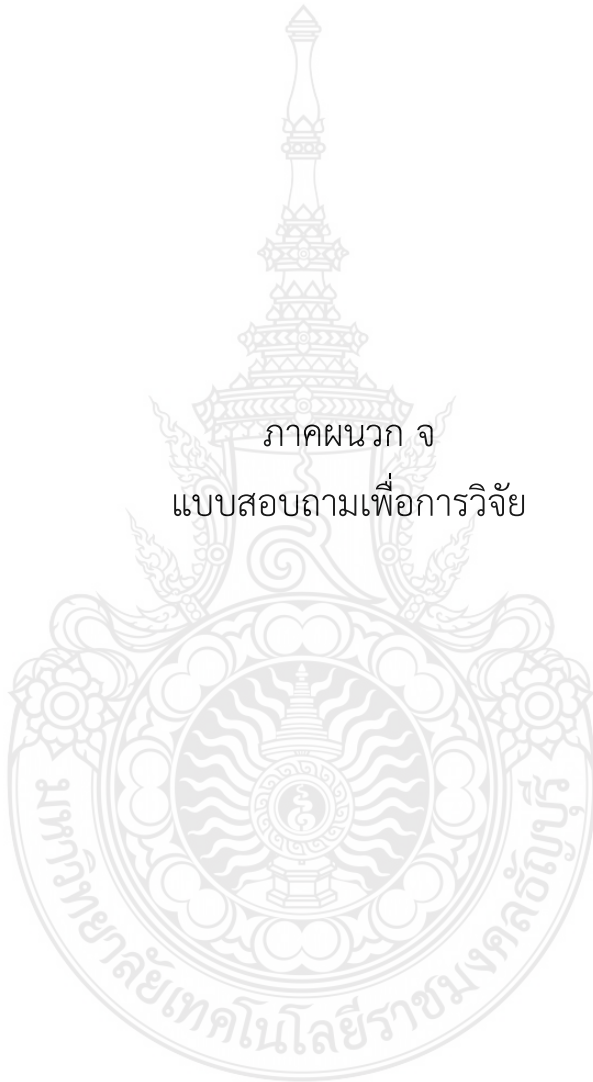 ภาคผนวก จ
แบบสอบถามเพื่อการวิจัย
มหาวิทยาลัยเทคโนโลยีราชมงคลธัญบุรี